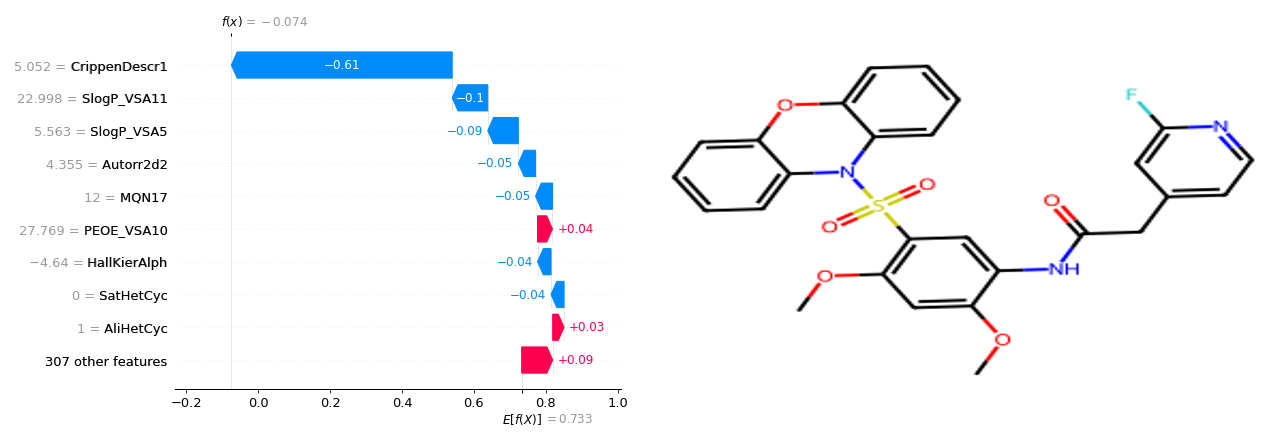 f(x) = −0.074
5.052 = CrippenDescr1
−0.61
22.998 = SlogP_VSA11
−0.1
5.563 = SlogP_VSA5
−0.09
4.355 = Autorr2d2
−0.05
12 = MQN17
−0.05
27.769 = PEOE_VSA10
+0.04
−4.64 = HallKierAlph
−0.04
0 = SatHetCyc
−0.04
1 = AliHetCyc
+0.03
307 other features
+0.09
−0.2 0.0 0.2 0.4 0.6 0.8 1.0
E[f(X)] = 0.733
F
O
N
N
O
O
S
O
O
NH
O